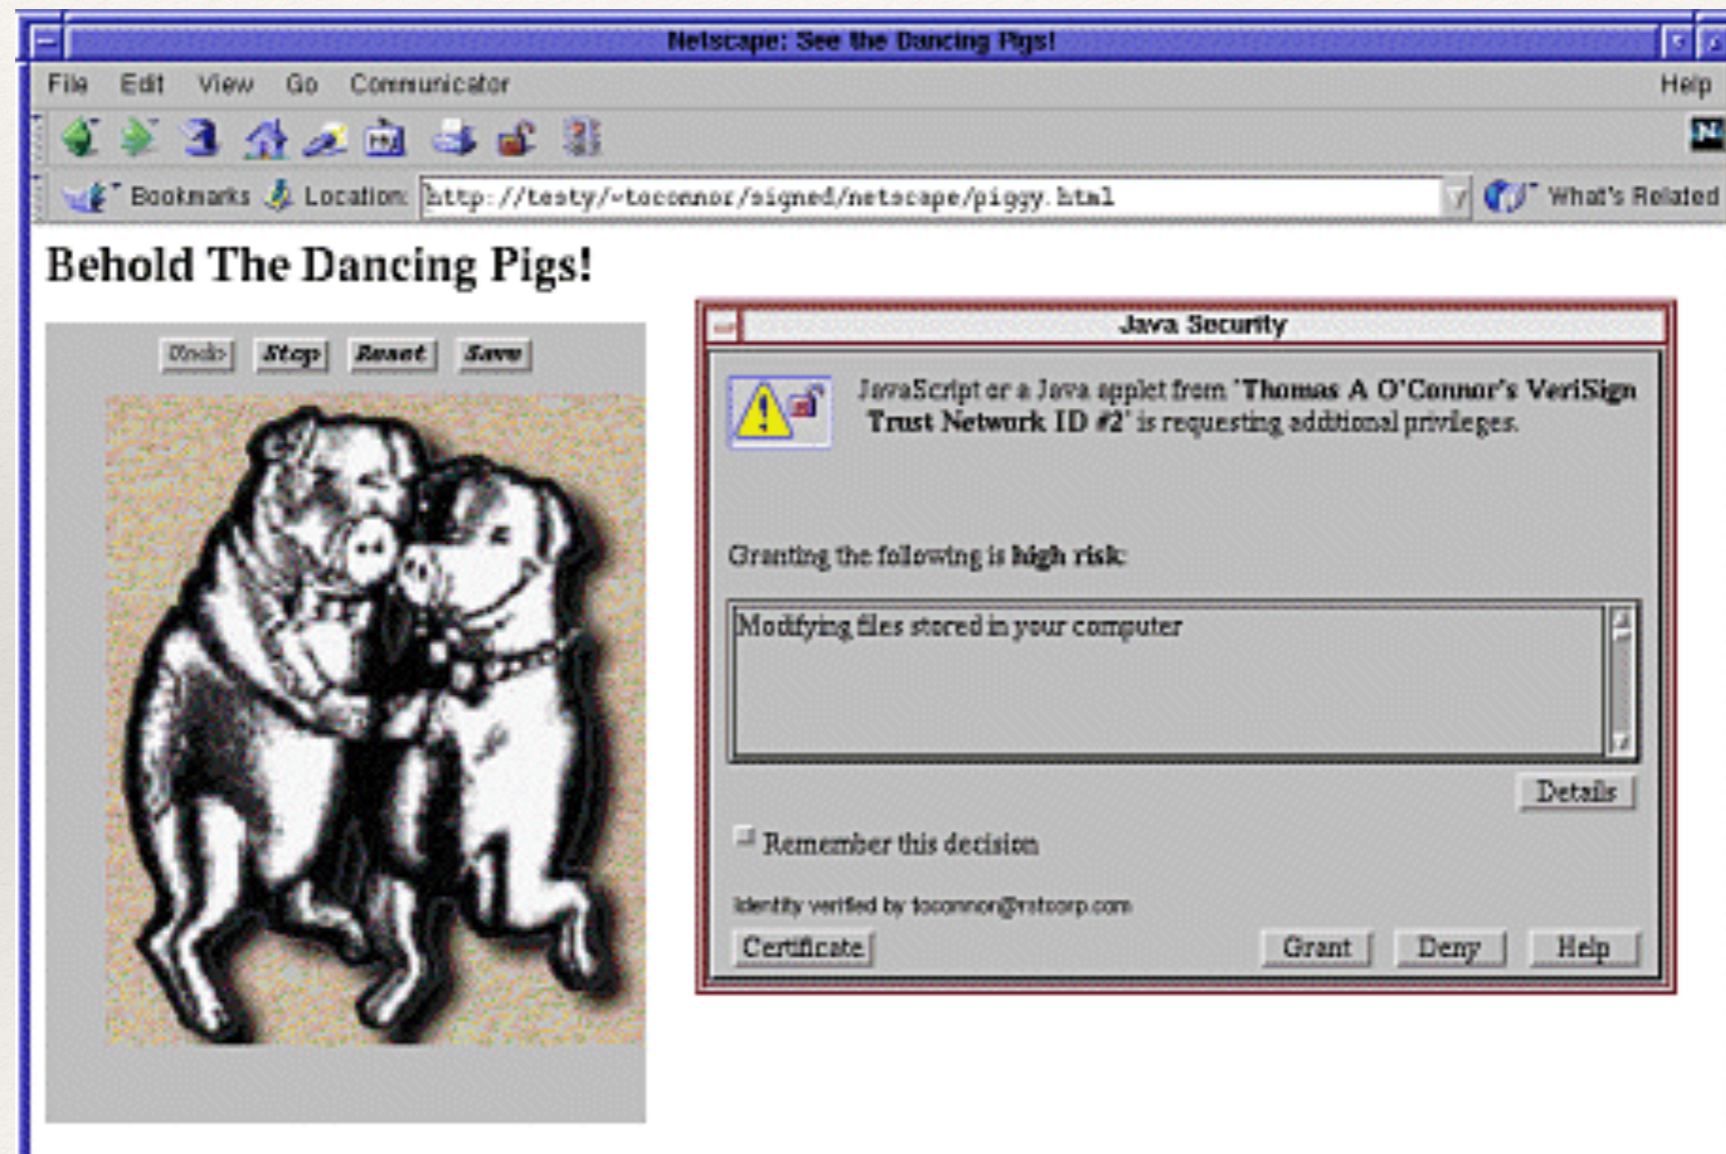 Netscape: See the Dancing Pigs!
File Edit View Go Communicator Help
Bookmarks Location: http://testy/~toconnor/signed/netscape/piggy.html What's Related
Behold The Dancing Pigs!
Stop Reset Save
Java Security
JavaScript or a Java applet from 'Thomas A O'Connor's VeriSign
Trust Network ID #2' is requesting additional privileges.
Granting the following is high risk:
Modifying files stored in your computer
Details
Remember this decision
Identity verified by toconnor@rstcorp.com
Certificate Grant Deny Help